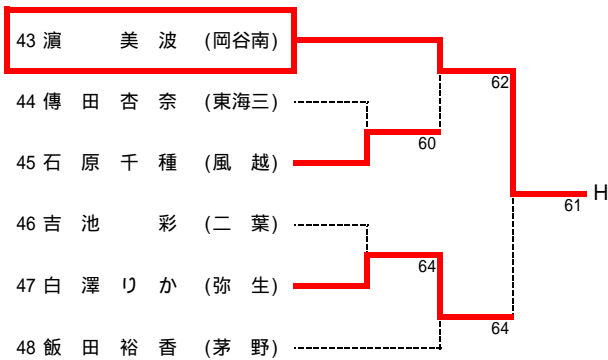 43 濵 美 波 (岡谷南)
62
44 傳 田 杏 奈 (東海三)
60
45 石 原 千 種 (風 越)
H
61
46 吉 池 彩 (二 葉)
64
47 白 澤 り か (弥 生)
64
48 飯 田 裕 香 (茅 野)